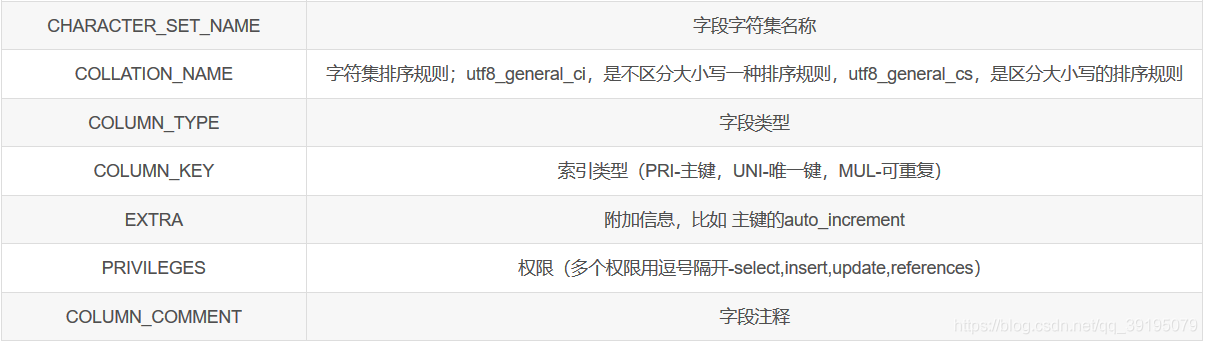 CHARACTER_SET_NAME 字段字符集名称
COLLATION_NAME 字符集排序规则；utf8_general_ci，是不区分大小写一种排序规则，utf8_general_cs，是区分大小写的排序规则
COLUMN_TYPE 字段类型
COLUMN_KEY 索引类型（PRI-主键，UNI-唯一键，MUL-可重复）
EXTRA 附加信息，比如 主键的auto_increment
PRIVILEGES 权限（多个权限用逗号隔开-select,insert,update,references）
COLUMN_COMMENT 字段注释
https://blog.csdn.net/qq_39195079